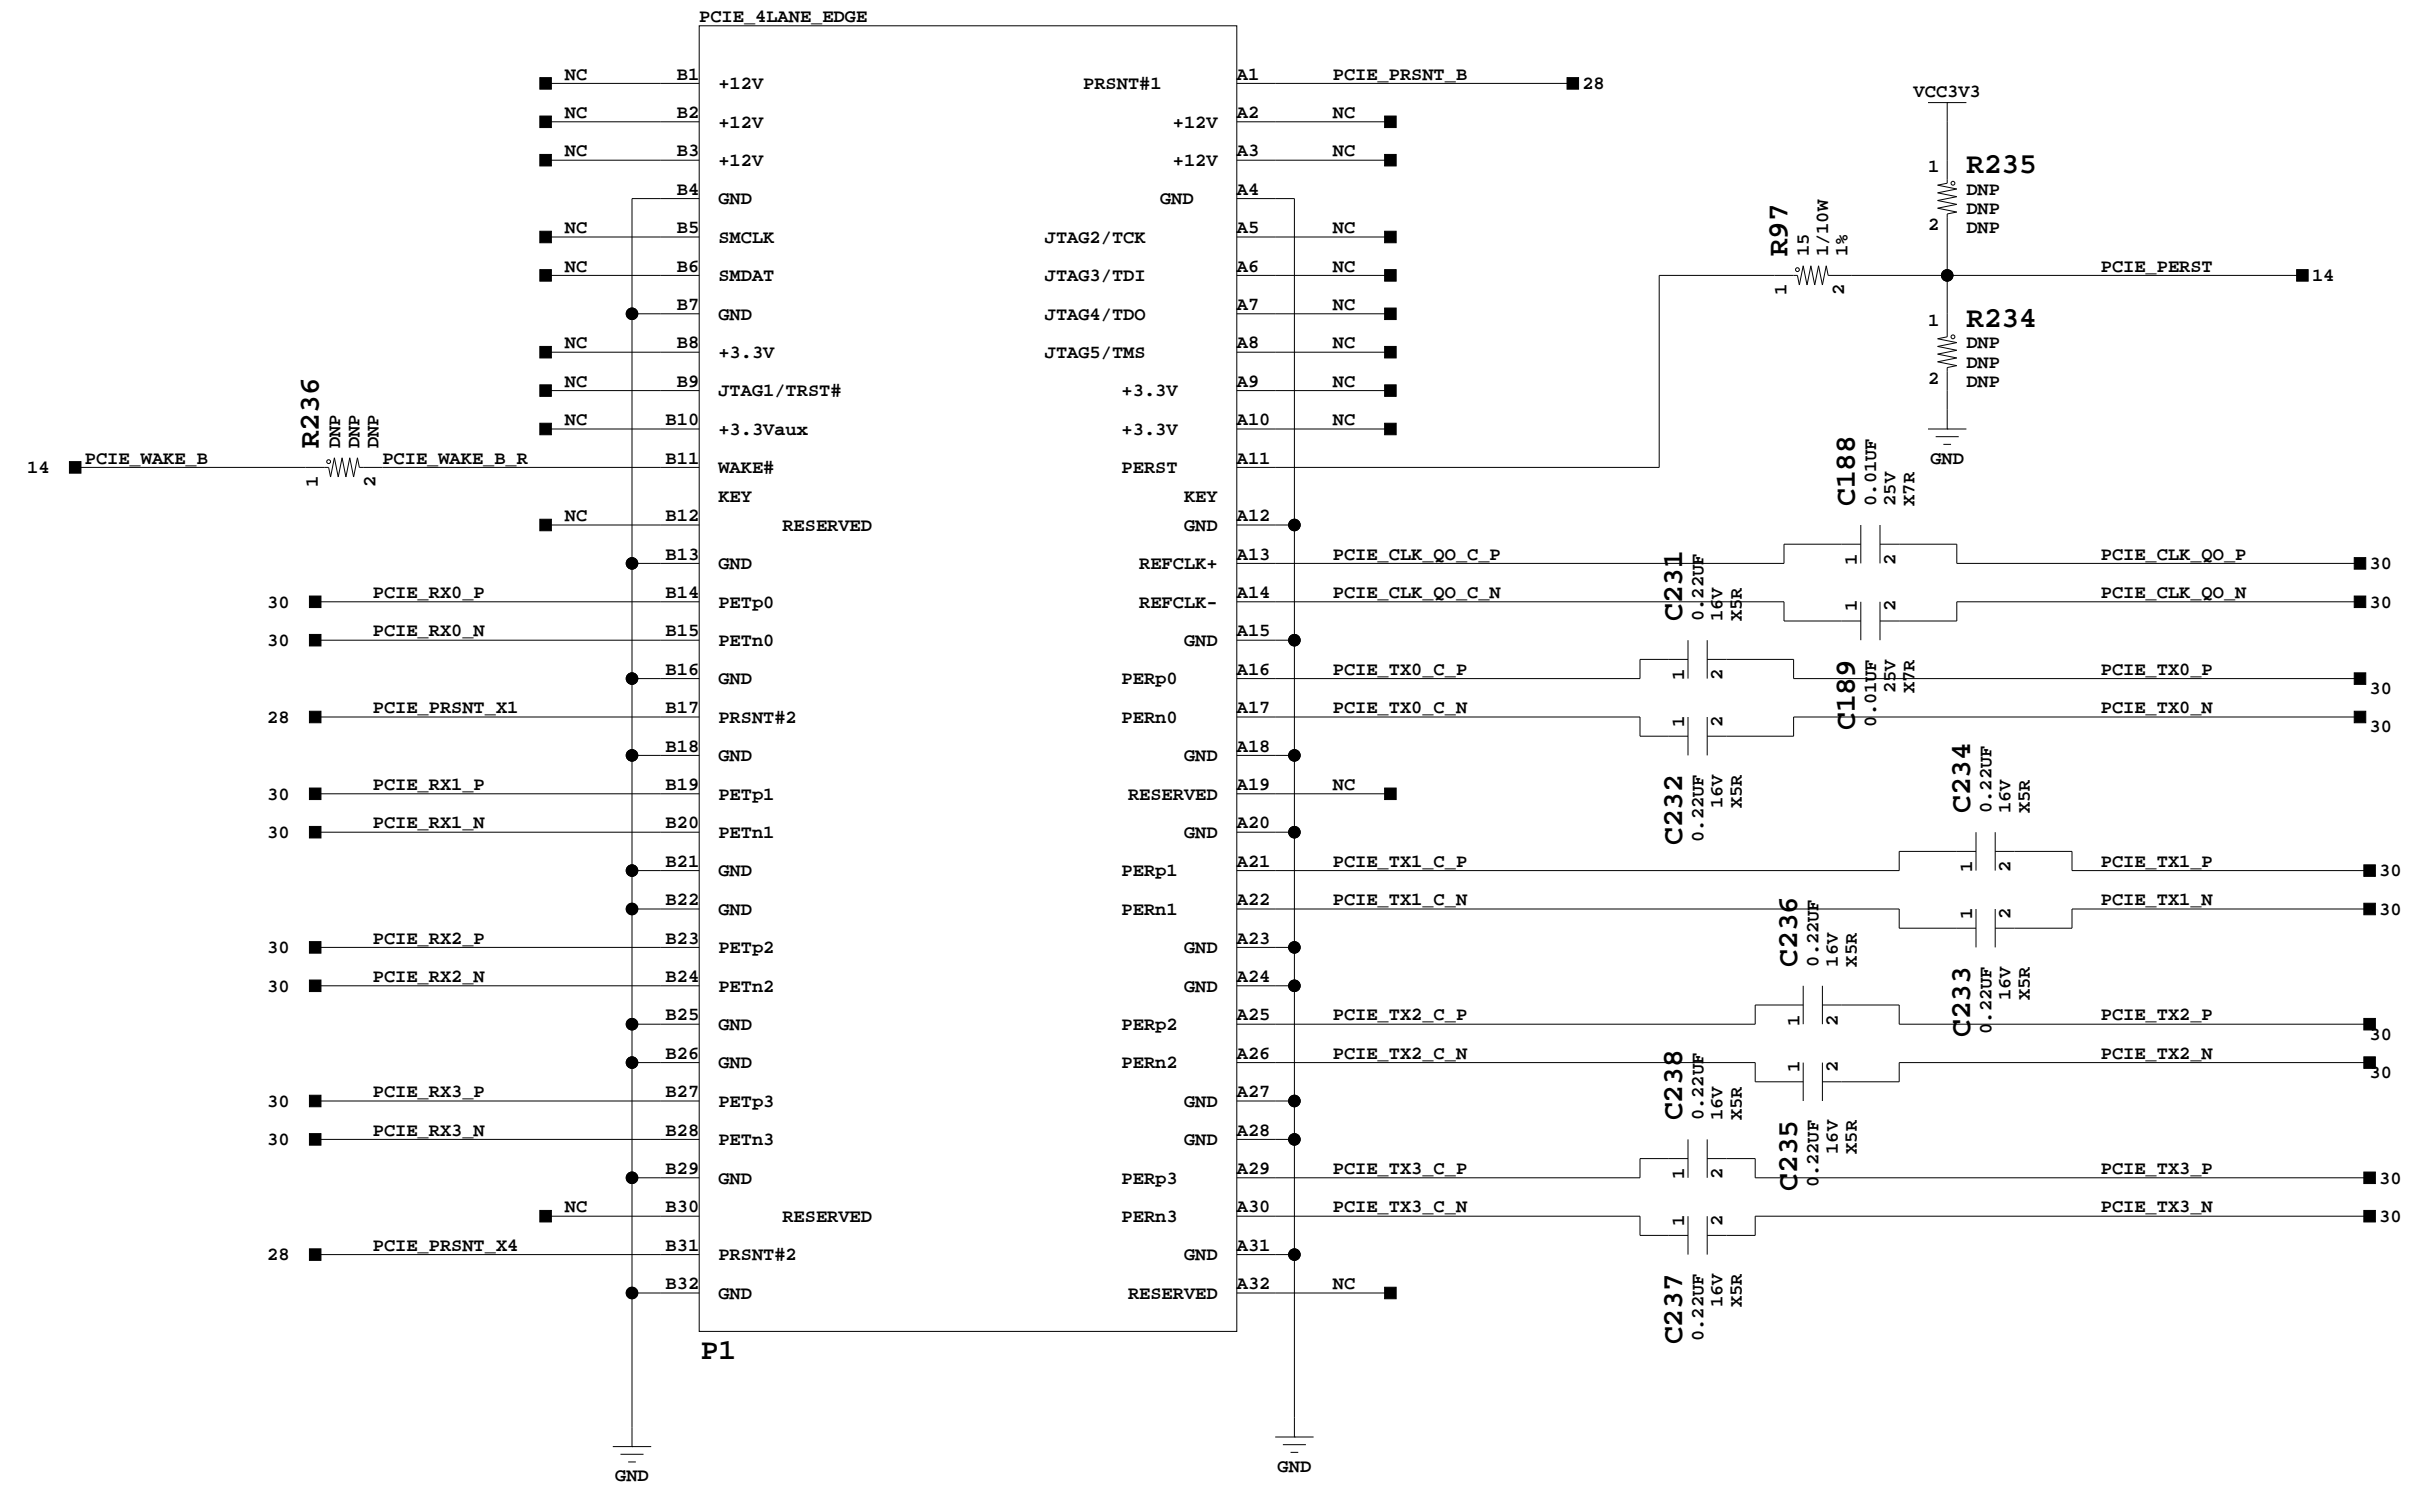 PCIE_4LANE_EDGE
NC B1 +12V PRSNT#1 A1 PCIE_PRSNT_B 28
NC B2 +12V +12V A2 NC
NC B3 +12V +12V A3 NC
B4 GND GND A4
NC B5 SMCLK JTAG2/TCK A5 NC
NC B6 SMDAT JTAG3/TDI A6 NC
B7 GND JTAG4/TDO A7 NC
NC B8 +3.3V JTAG5/TMS A8 NC
NC B9 JTAG1/TRST# +3.3V A9 NC
NC B10 +3.3Vaux +3.3V A10 NC
14 PCIE_WAKE_B 1 2 PCIE_WAKE_B_R B11 WAKE# PERST A11
R236
DNP
DNP
DNP
KEY KEY
NC B12 RESERVED GND A12
B13 GND REFCLK+ A13 PCIE_CLK_QO_C_P 1 2 PCIE_CLK_QO_P 30
30 PCIE_RX0_P B14 PETp0 REFCLK- A14 PCIE_CLK_QO_C_N 1 2 PCIE_CLK_QO_N 30
30 PCIE_RX0_N B15 PETn0 GND A15
B16 GND PERp0 A16 PCIE_TX0_C_P 1 2 PCIE_TX0_P 30
28 PCIE_PRSNT_X1 B17 PRSNT#2 PERn0 A17 PCIE_TX0_C_N 1 2 PCIE_TX0_N 30
B18 GND GND A18
30 PCIE_RX1_P B19 PETp1 RESERVED A19 NC
30 PCIE_RX1_N B20 PETn1 GND A20
B21 GND PERp1 A21 PCIE_TX1_C_P 1 2 PCIE_TX1_P 30
B22 GND PERn1 A22 PCIE_TX1_C_N 1 2 PCIE_TX1_N 30
30 PCIE_RX2_P B23 PETp2 GND A23
30 PCIE_RX2_N B24 PETn2 GND A24
B25 GND PERp2 A25 PCIE_TX2_C_P 1 2 PCIE_TX2_P 30
B26 GND PERn2 A26 PCIE_TX2_C_N 1 2 PCIE_TX2_N 30
30 PCIE_RX3_P B27 PETp3 GND A27
30 PCIE_RX3_N B28 PETn3 GND A28
B29 GND PERp3 A29 PCIE_TX3_C_P 1 2 PCIE_TX3_P 30
NC B30 RESERVED PERn3 A30 PCIE_TX3_C_N 1 2 PCIE_TX3_N 30
28 PCIE_PRSNT_X4 B31 PRSNT#2 GND A31
B32 GND RESERVED A32 NC
P1
GND
GND
VCC3V3
1 R235
DNP
DNP
2 DNP
R97
15
1/10W
1%
1 2
PCIE_PERST 14
1 R234
DNP
DNP
2 DNP
GND
C188
0.01UF
25V
X7R
C231
0.22UF
16V
X5R
C189
0.01UF
25V
X7R
C232
0.22UF
16V
X5R
C234
0.22UF
16V
X5R
C236
0.22UF
16V
X5R
C233
0.22UF
16V
X5R
C238
0.22UF
16V
X5R
C235
0.22UF
16V
X5R
C237
0.22UF
16V
X5R